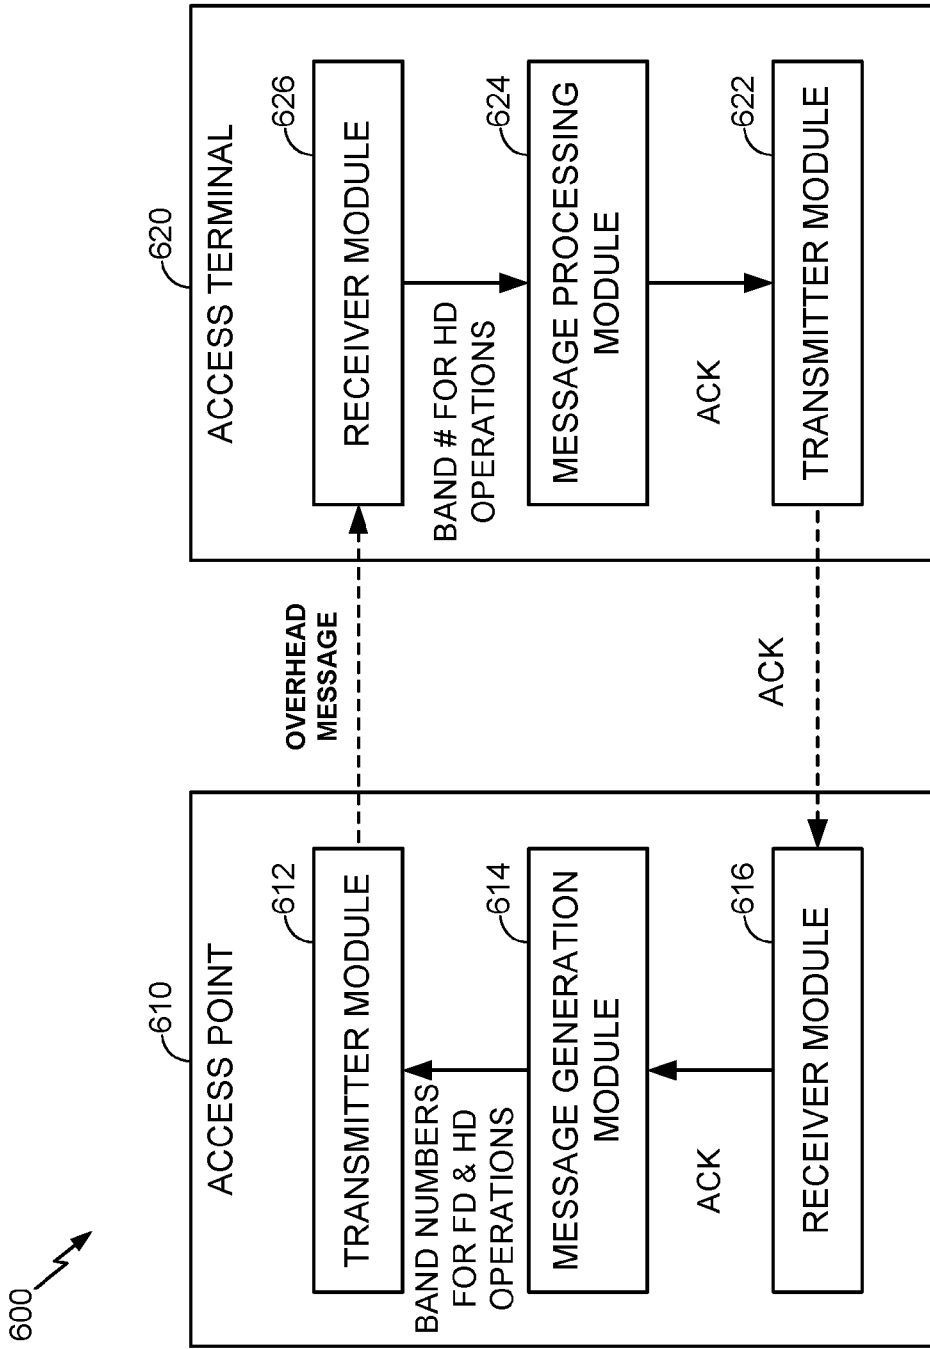 600
610
ACCESS POINT
612
TRANSMITTER MODULE
BAND NUMBERS
FOR FD & HD
OPERATIONS
614
MESSAGE GENERATION
MODULE
ACK
616
RECEIVER MODULE
OVERHEAD
MESSAGE
ACK
620
ACCESS TERMINAL
626
RECEIVER MODULE
BAND # FOR HD
OPERATIONS
624
MESSAGE PROCESSING
MODULE
ACK
622
TRANSMITTER MODULE